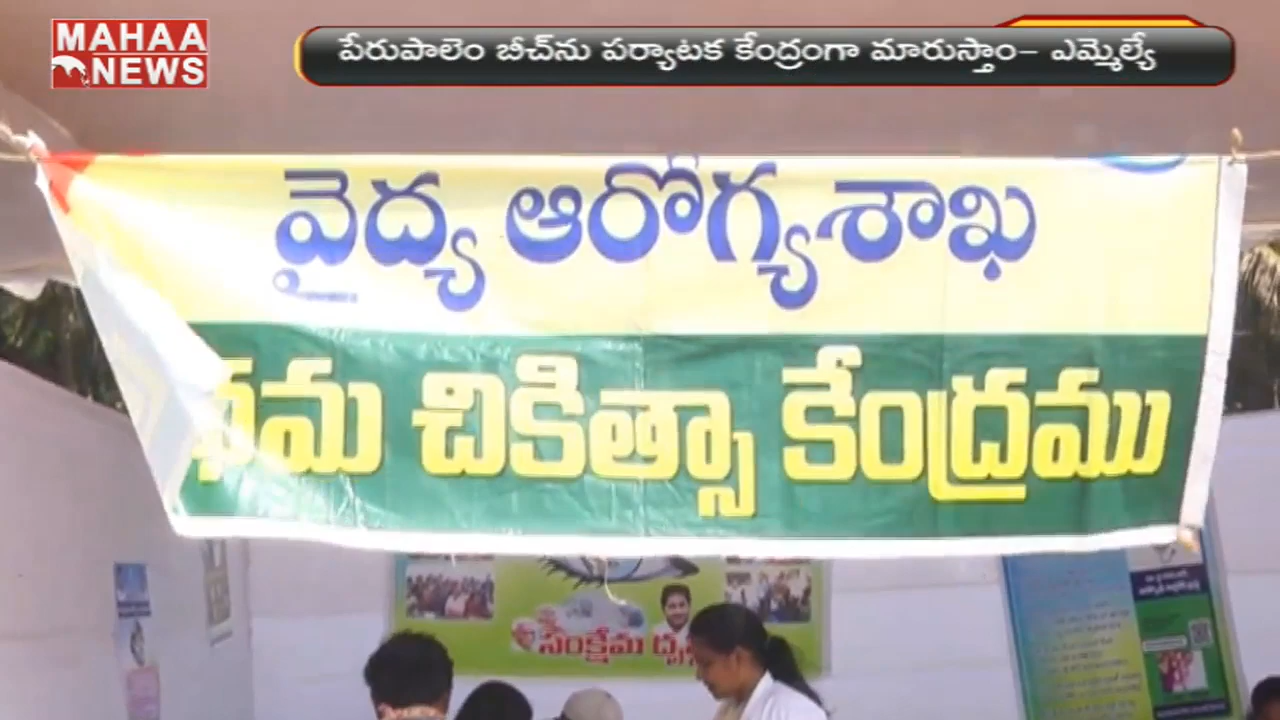 MAHAA
NEWS
పేరుపాలెం బీచ్‌ను పర్యాటక కేంద్రంగా మారుస్తాం- ఎమ్మెల్యే
వైద్య ఆరోగ్యశాఖ
చికిత్సా కేంద్రము
సంక్షేమ